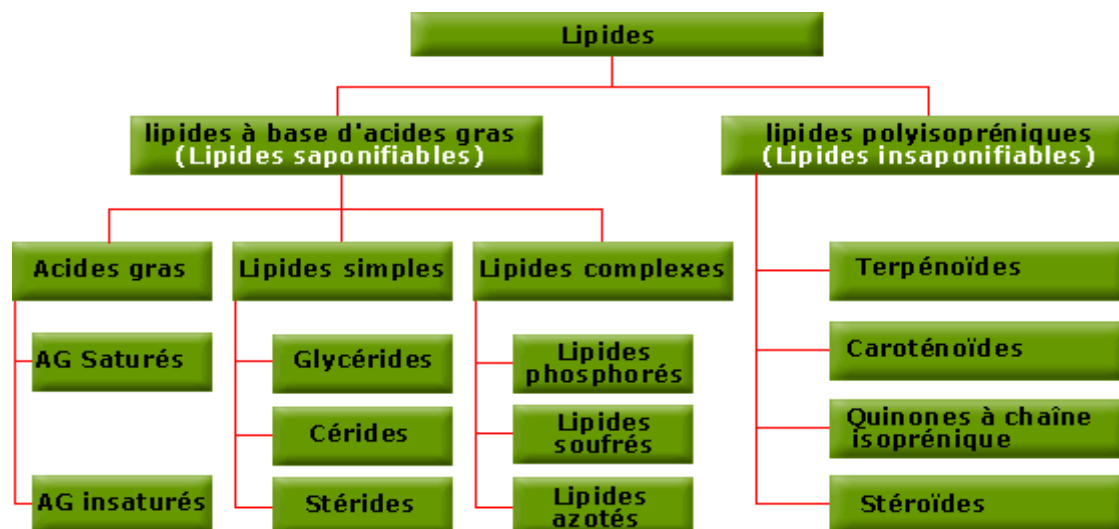 Lipides
lipides à base d'acides gras
(Lipides saponifiables)
lipides polyisopréniques
(Lipides insaponifiables)
Acides gras
Lipides simples
Lipides complexes
Terpénoïdes
AG Saturés
Glycérides
Lipides
phosphorés
Caroténoïdes
Cérides
Lipides
soufrés
Quinones à chaîne
isoprénique
AG insaturés
Stérides
Lipides
azotés
Stéroïdes